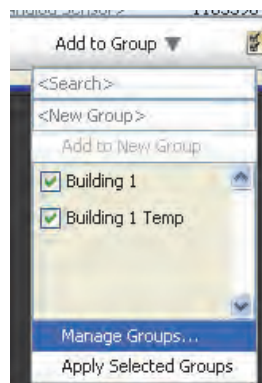 Add to Group
<Search>
<New Group>
Add to New Group
Building 1
Building 1 Temp
Manage Groups...
Apply Selected Groups